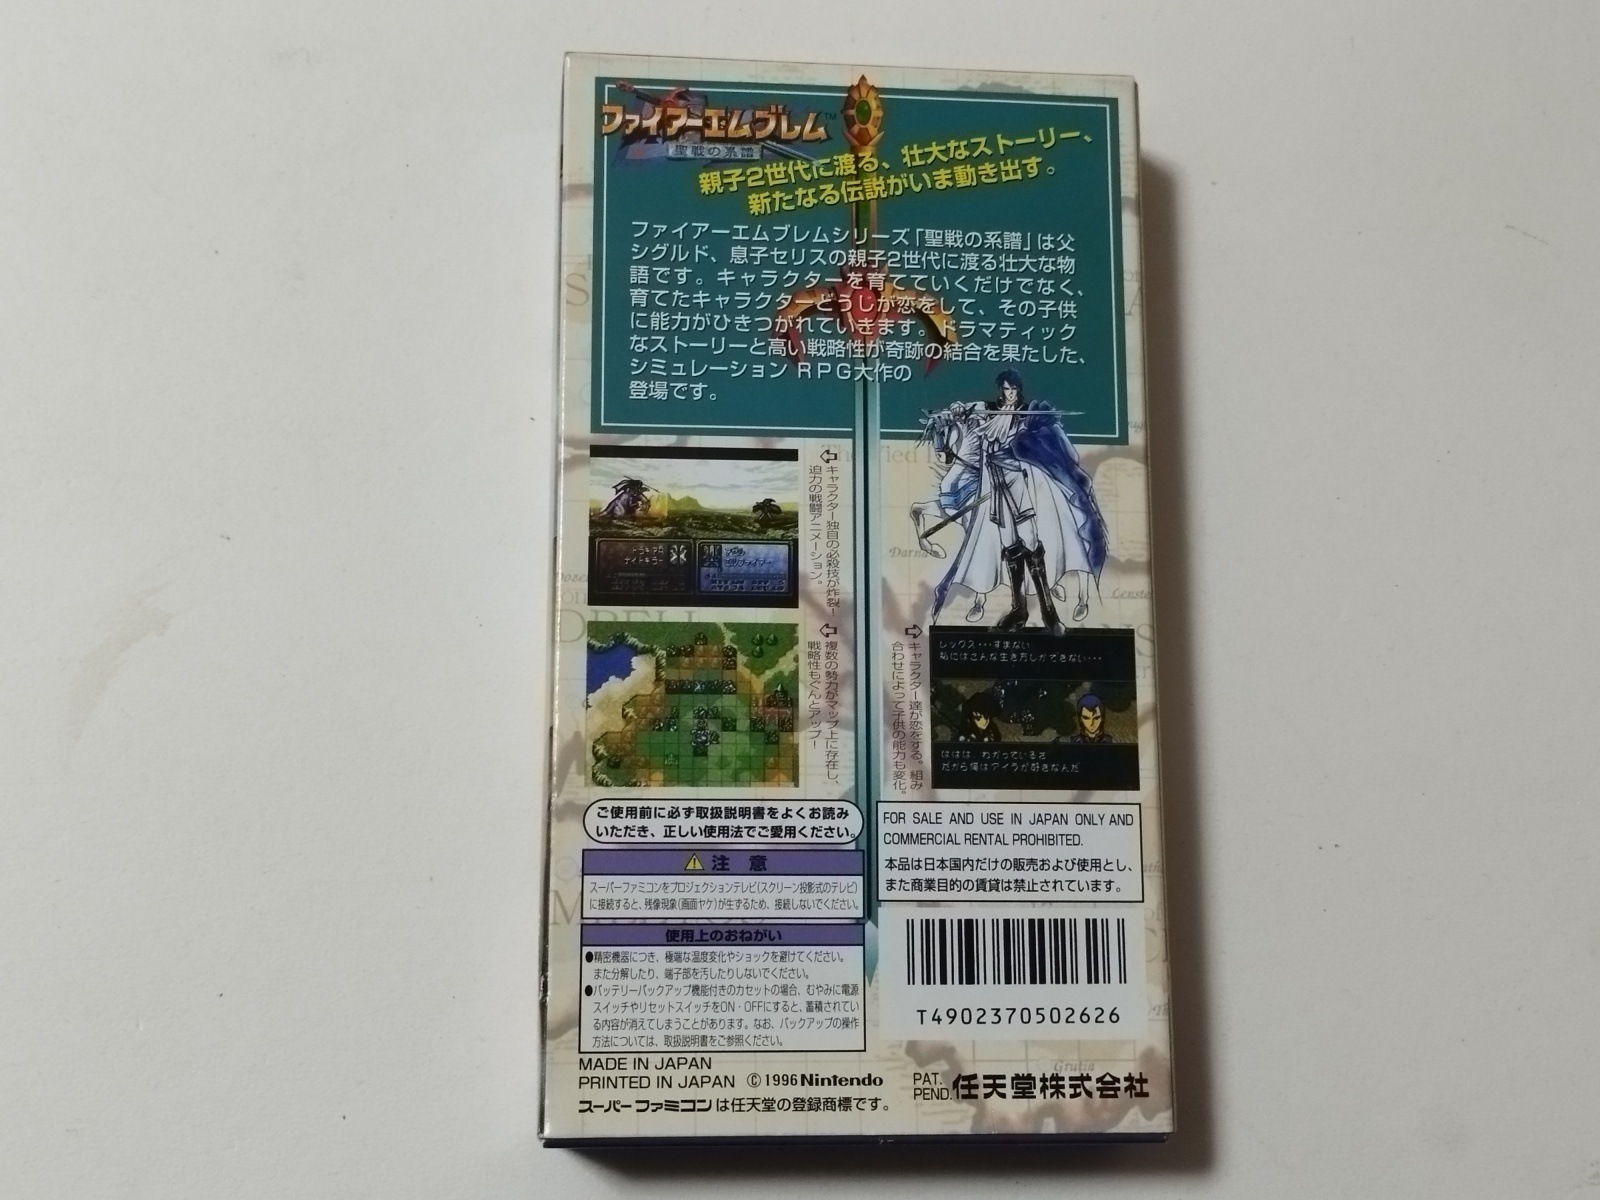 ファイアーエムブレム™
聖戦の系譜
親子2世代に渡る、壮大なストーリー、
新たなる伝説がいま動き出す。
ファイアーエムブレムシリーズ「聖戦の系譜」は父
シグルド、息子セリスの親子2世代に渡る壮大な物
語です。キャラクターを育てていくだけでなく、
育てたキャラクターどうしが恋をして、その子供
に能力がひきつがれていきます。ドラマティック
なストーリーと高い戦略性が奇跡の結合を果たした、
シミュレーションRPG大作の
登場です。
キャラクター独自の必殺技が炸裂!
迫力の戦闘アニメーション。
複数の勢力がマップ上に存在し、
戦略性もぐんとアップ!
キャラクター達が恋をする。組み
合わせによって子供の能力も変化。
レックス・・・すまない
私にはこんな生き方しかできない・・・
ははは わかっているさ
だから俺はアイラが好きなんだ
ご使用前に必ず取扱説明書をよくお読み
いただき、正しい使用法でご愛用ください。
注 意
スーパーファミコンをプロジェクションテレビ(スクリーン投影式のテレビ)
に接続すると、残像現象(画面ヤケ)が生ずるため、接続しないでください。
使用上のおねがい
●精密機器につき、極端な温度変化やショックを避けてください。
また分解したり、端子部を汚したりしないでください。
●バッテリーバックアップ機能付きのカセットの場合、むやみに電源
スイッチやリセットスイッチをON・OFFにすると、蓄積されてい
る内容が消えてしまうことがあります。なお、バックアップの操作
方法については、取扱説明書をご参照ください。
FOR SALE AND USE IN JAPAN ONLY AND
COMMERCIAL RENTAL PROHIBITED.
本品は日本国内だけの販売および使用とし、
また商業目的の賃貸は禁止されています。
T4902370502626
MADE IN JAPAN
PRINTED IN JAPAN ©1996 Nintendo
スーパーファミコンは任天堂の登録商標です。
PAT.
PEND.
任天堂株式会社